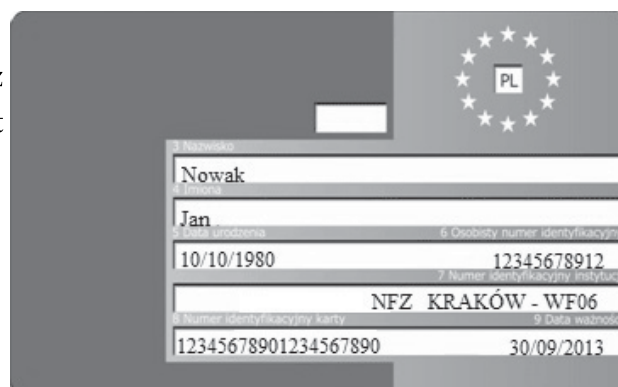 PL
3 Nazwisko
Nowak
4 Imiona
Jan
5 Data urodzenia 6 Osobisty numer identyfikacyjn
10/10/1980 12345678912
7 Numer identyfikacyjny instytuc
NFZ KRAKÓW - WF06
8 Numer identyfikacyjny karty 9 Data ważnośc
12345678901234567890 30/09/2013